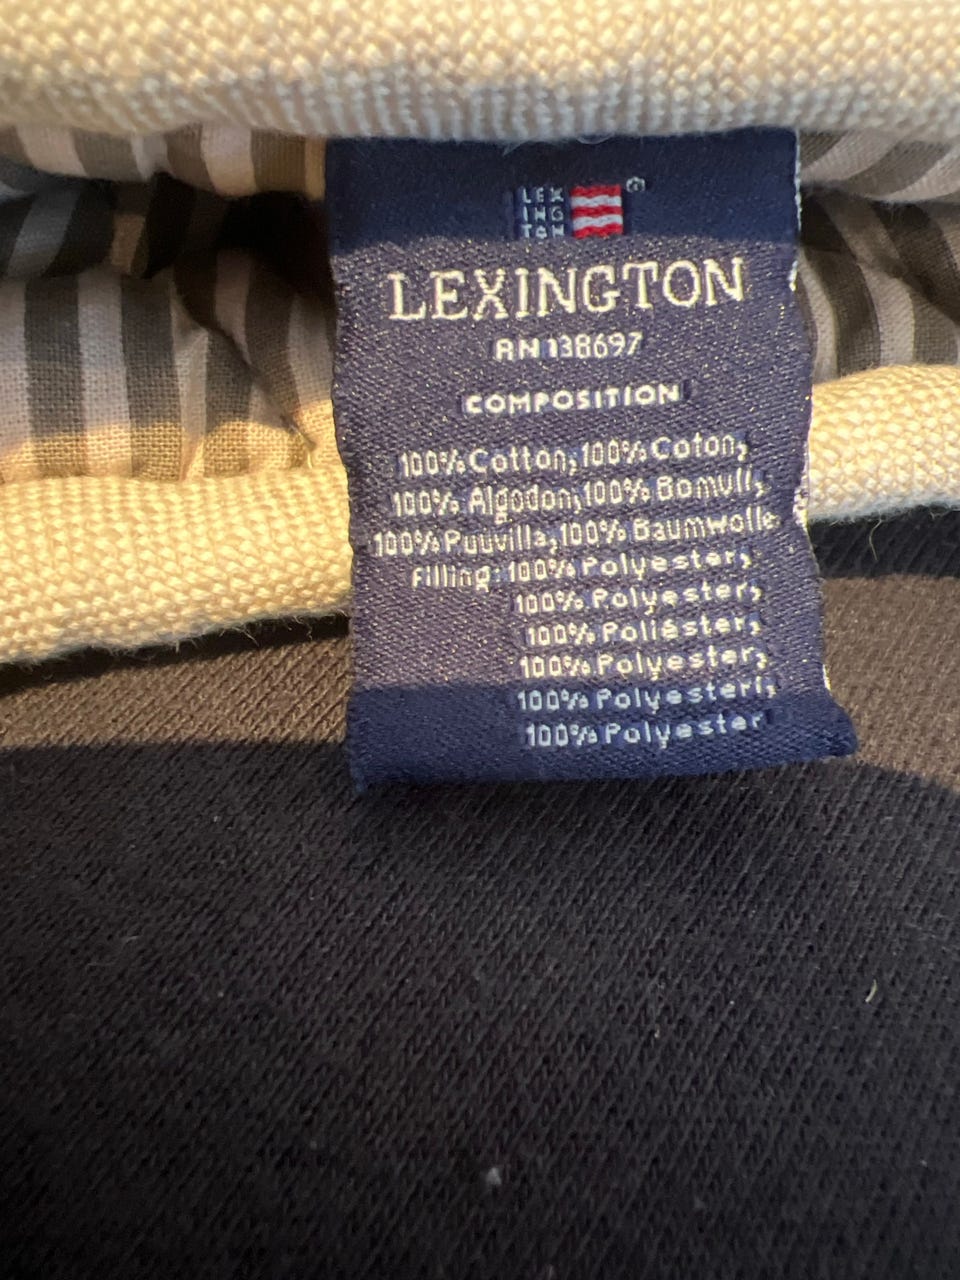 LEX
ING
TON
®
LEXINGTON
RN 138697
COMPOSITION
100% Cotton, 100% Coton,
100% Algodon, 100% Bomull,
100% Puuvilla, 100% Baumwolle
Filling: 100% Polyester,
100% Polyester,
100% Poliéster,
100% Polyester,
100% Polyesteri,
100% Polyester